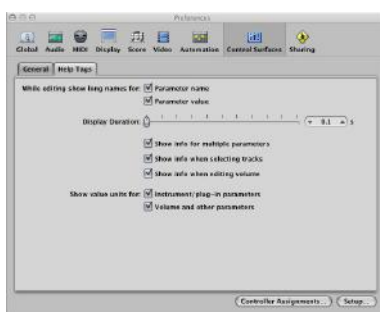 Preferences
Global Audio MIDI Display Score Video Automation Control Surfaces Sharing
General Help Tags
While editing show long names for: Parameter name
Parameter value
Display Duration: 0.1 s
Show info for multiple parameters
Show info when selecting tracks
Show info when editing volume
Show value units for: Instrument/plug-in parameters
Volume and other parameters
Controller Assignments... Setup...